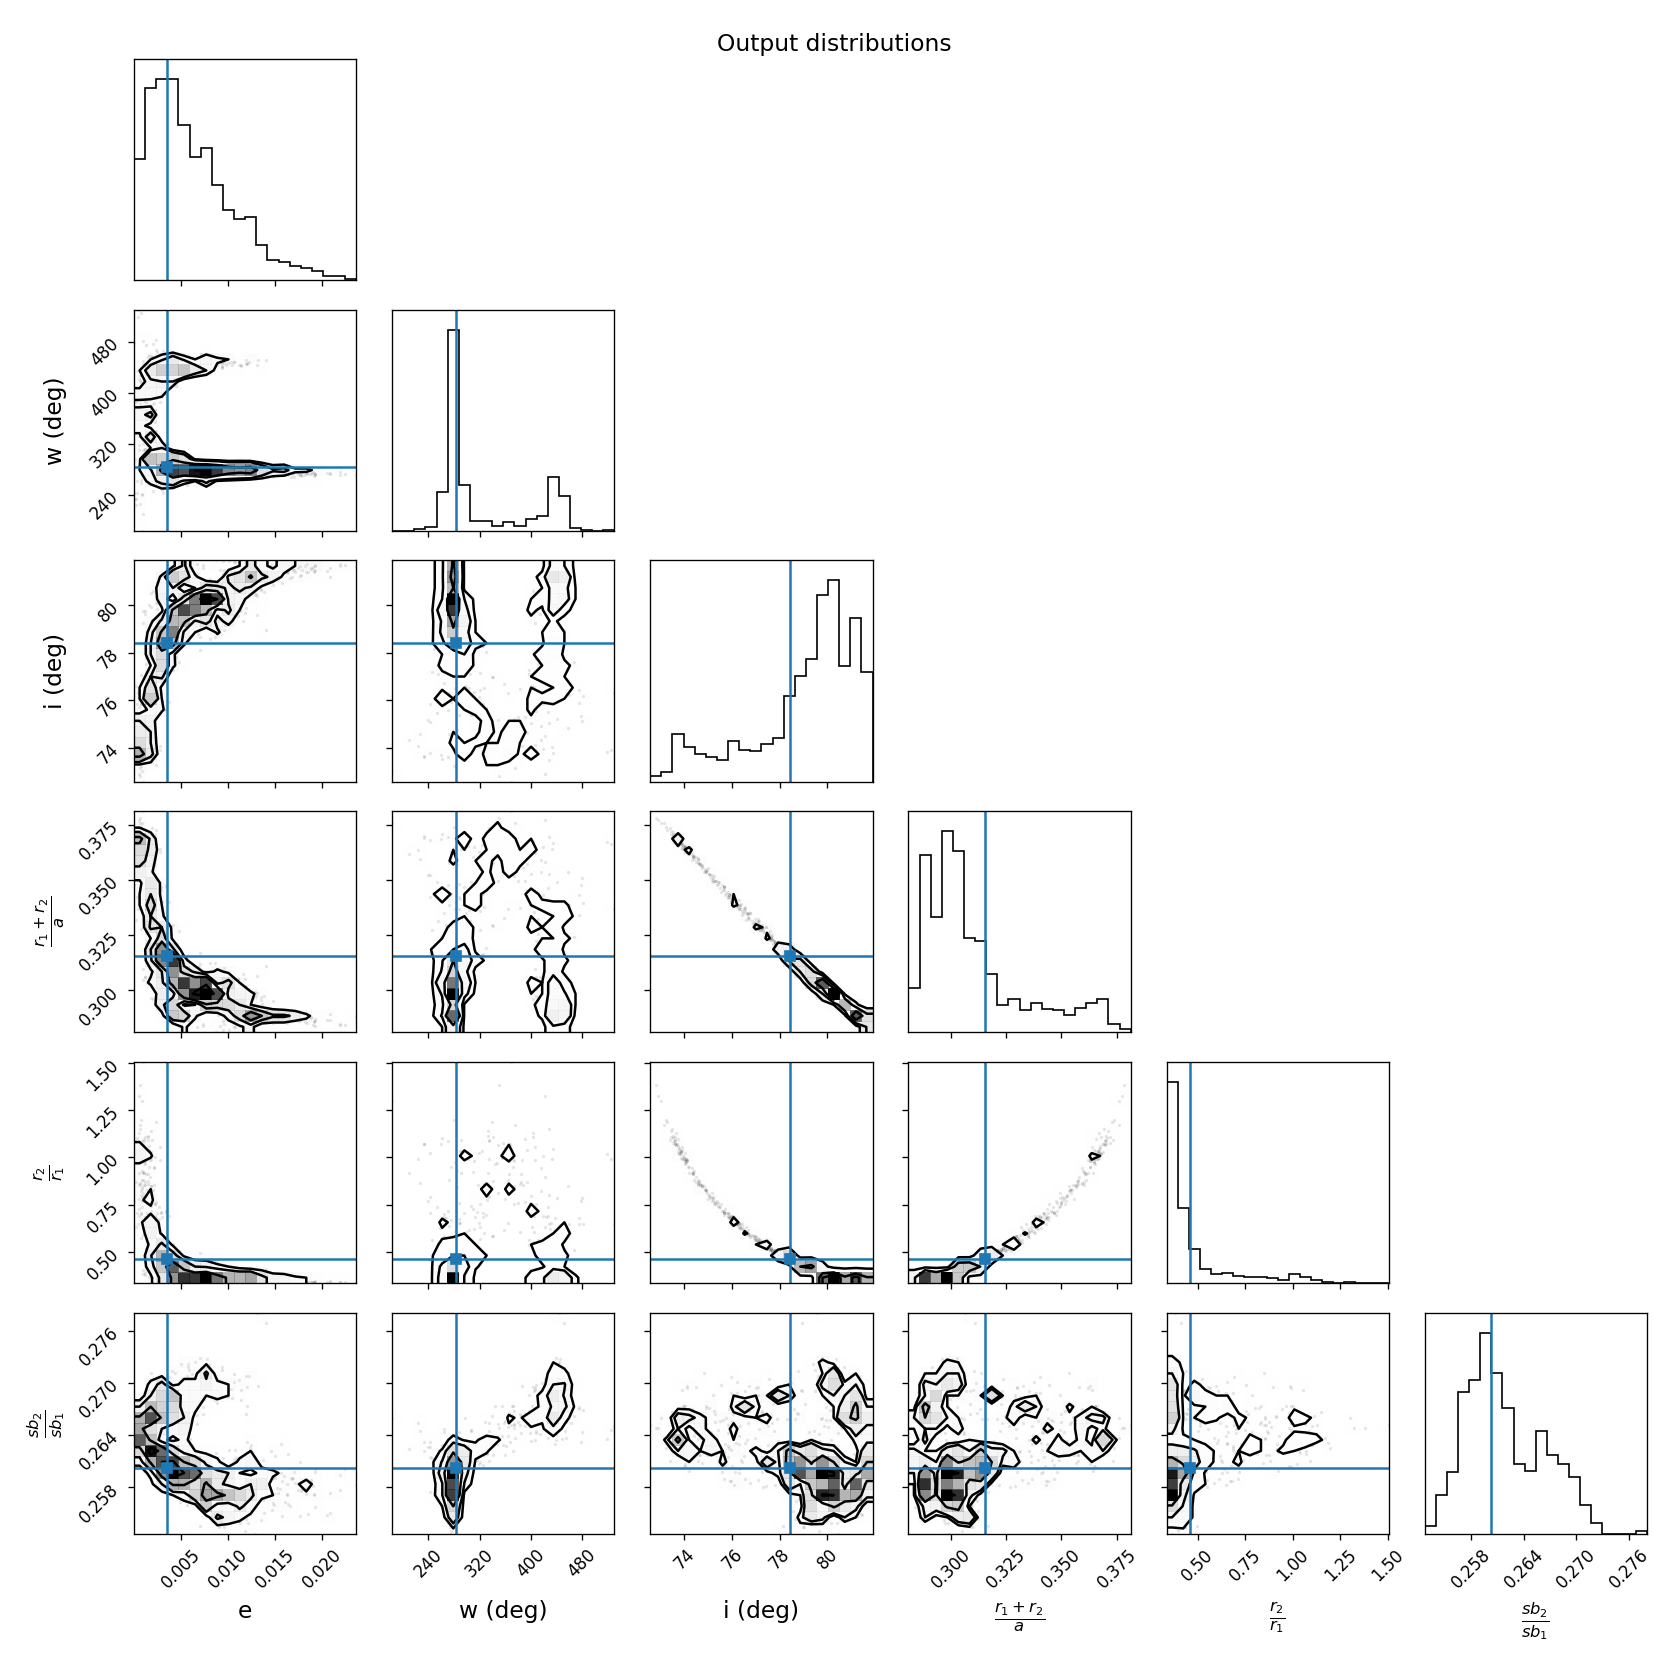 Output distributions
480
400
320
240
w (deg)
80
78
76
74
i (deg)
0.375
0.350
0.325
0.300
r₁ + r₂
a
1.50
1.25
1.00
0.75
0.50
r₂
r₁
0.276
0.270
0.264
0.258
sb₂
sb₁
0.005 0.010 0.015 0.020 240 320 400 480 74 76 78 80 0.300 0.325 0.350 0.375 0.50 0.75 1.00 1.25 1.50 0.258 0.264 0.270 0.276
e w (deg) i (deg)
r₁ + r₂
a
r₂
r₁
sb₂
sb₁